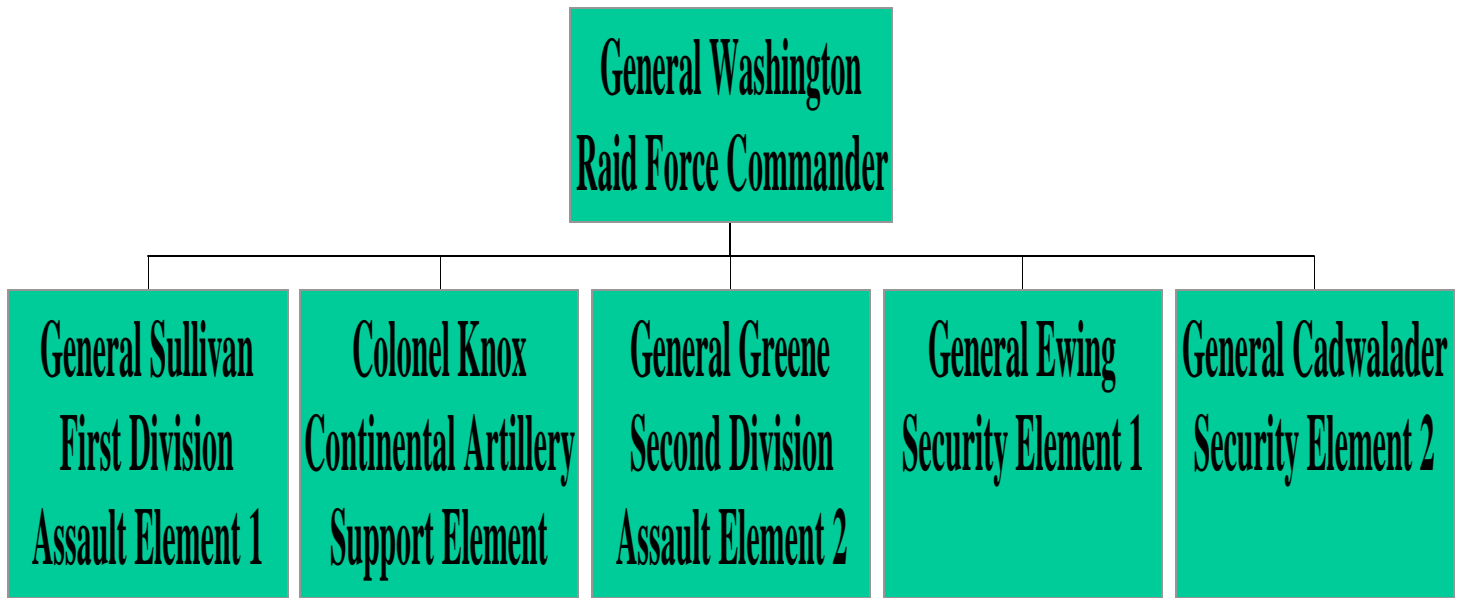 General Washington
Raid Force Commander
General Sullivan
First Division
Assault Element 1
Colonel Knox
Continental Artillery
Support Element
General Greene
Second Division
Assault Element 2
General Ewing
Security Element 1
General Cadwalader
Security Element 2